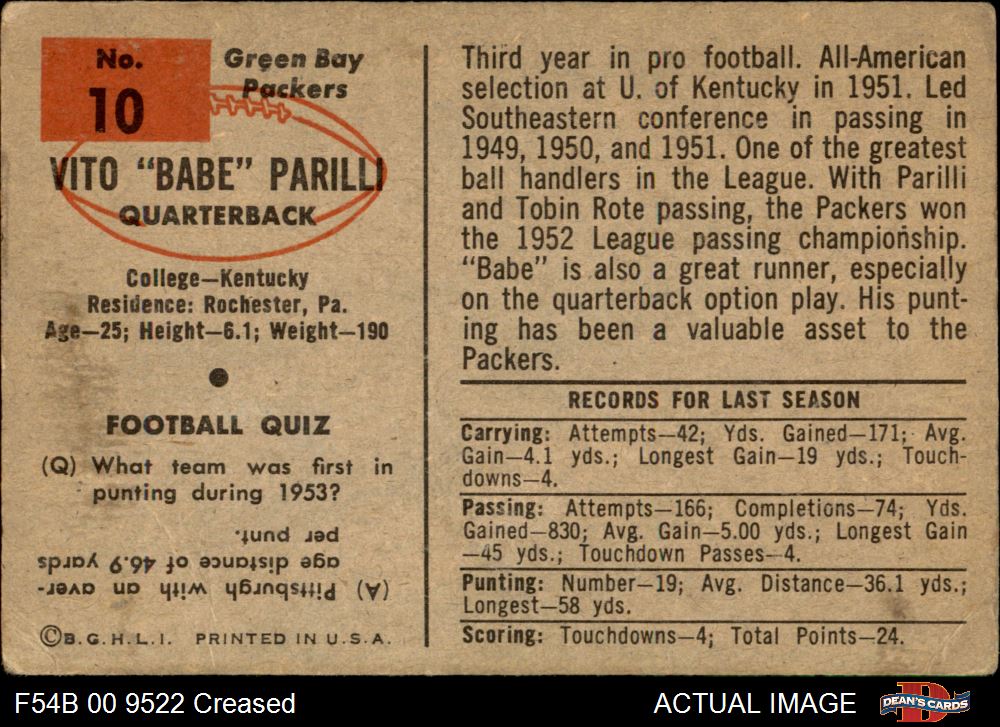 No.
10
Green Bay
Packers
VITO "BABE" PARILLI
QUARTERBACK
College—Kentucky
Residence: Rochester, Pa.
Age—25; Height—6.1; Weight—190
FOOTBALL QUIZ
(Q) What team was first in
punting during 1953?
(A) Pittsburgh with an aver-
age distance of 46.9 yards
per punt.
©B.G.H.L.I. PRINTED IN U.S.A.
Third year in pro football. All-American
selection at U. of Kentucky in 1951. Led
Southeastern conference in passing in
1949, 1950, and 1951. One of the greatest
ball handlers in the League. With Parilli
and Tobin Rote passing, the Packers won
the 1952 League passing championship.
"Babe" is also a great runner, especially
on the quarterback option play. His punt-
ing has been a valuable asset to the
Packers.
RECORDS FOR LAST SEASON
Carrying: Attempts—42; Yds. Gained—171; Avg.
Gain—4.1 yds.; Longest Gain—19 yds.; Touch-
downs—4.
Passing: Attempts—166; Completions—74; Yds.
Gained—830; Avg. Gain—5.00 yds.; Longest Gain
—45 yds.; Touchdown Passes—4.
Punting: Number—19; Avg. Distance—36.1 yds.;
Longest—58 yds.
Scoring: Touchdowns—4; Total Points—24.
F54B 00 9522 Creased
ACTUAL IMAGE
DEAN'S CARDS